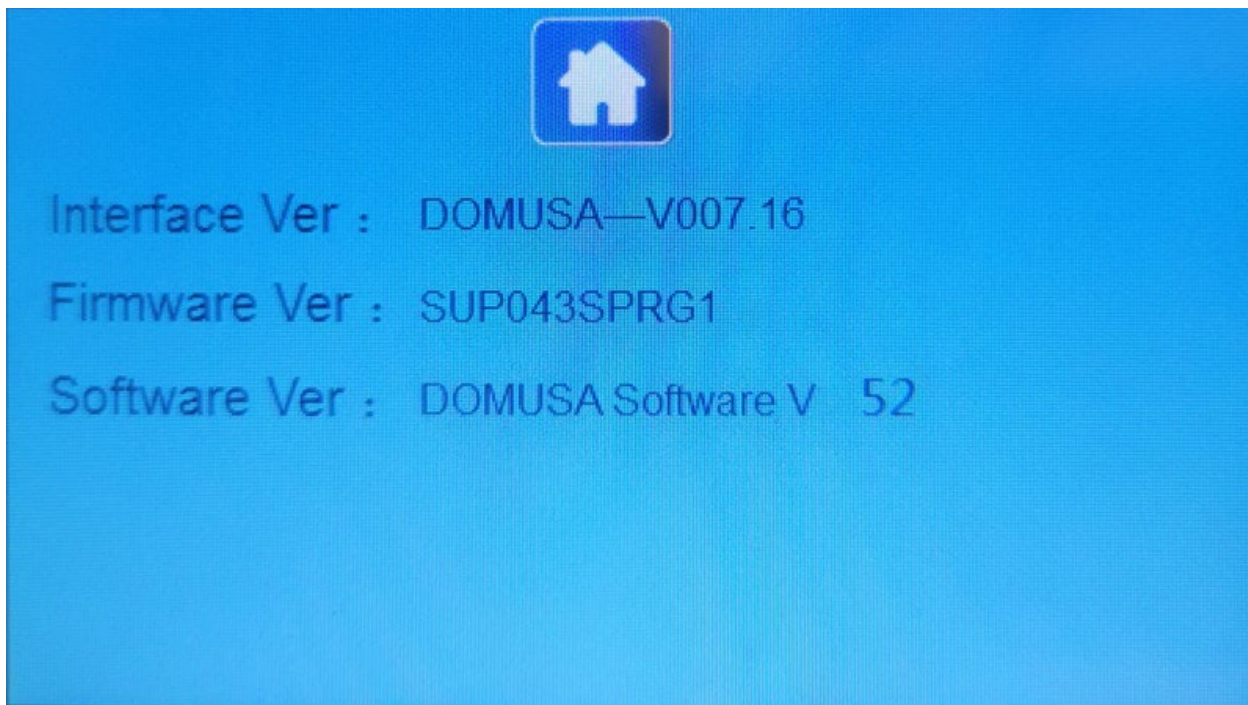 Interface Ver： DOMUSA—V007.16
Firmware Ver： SUP043SPRG1
Software Ver： DOMUSA Software V 52